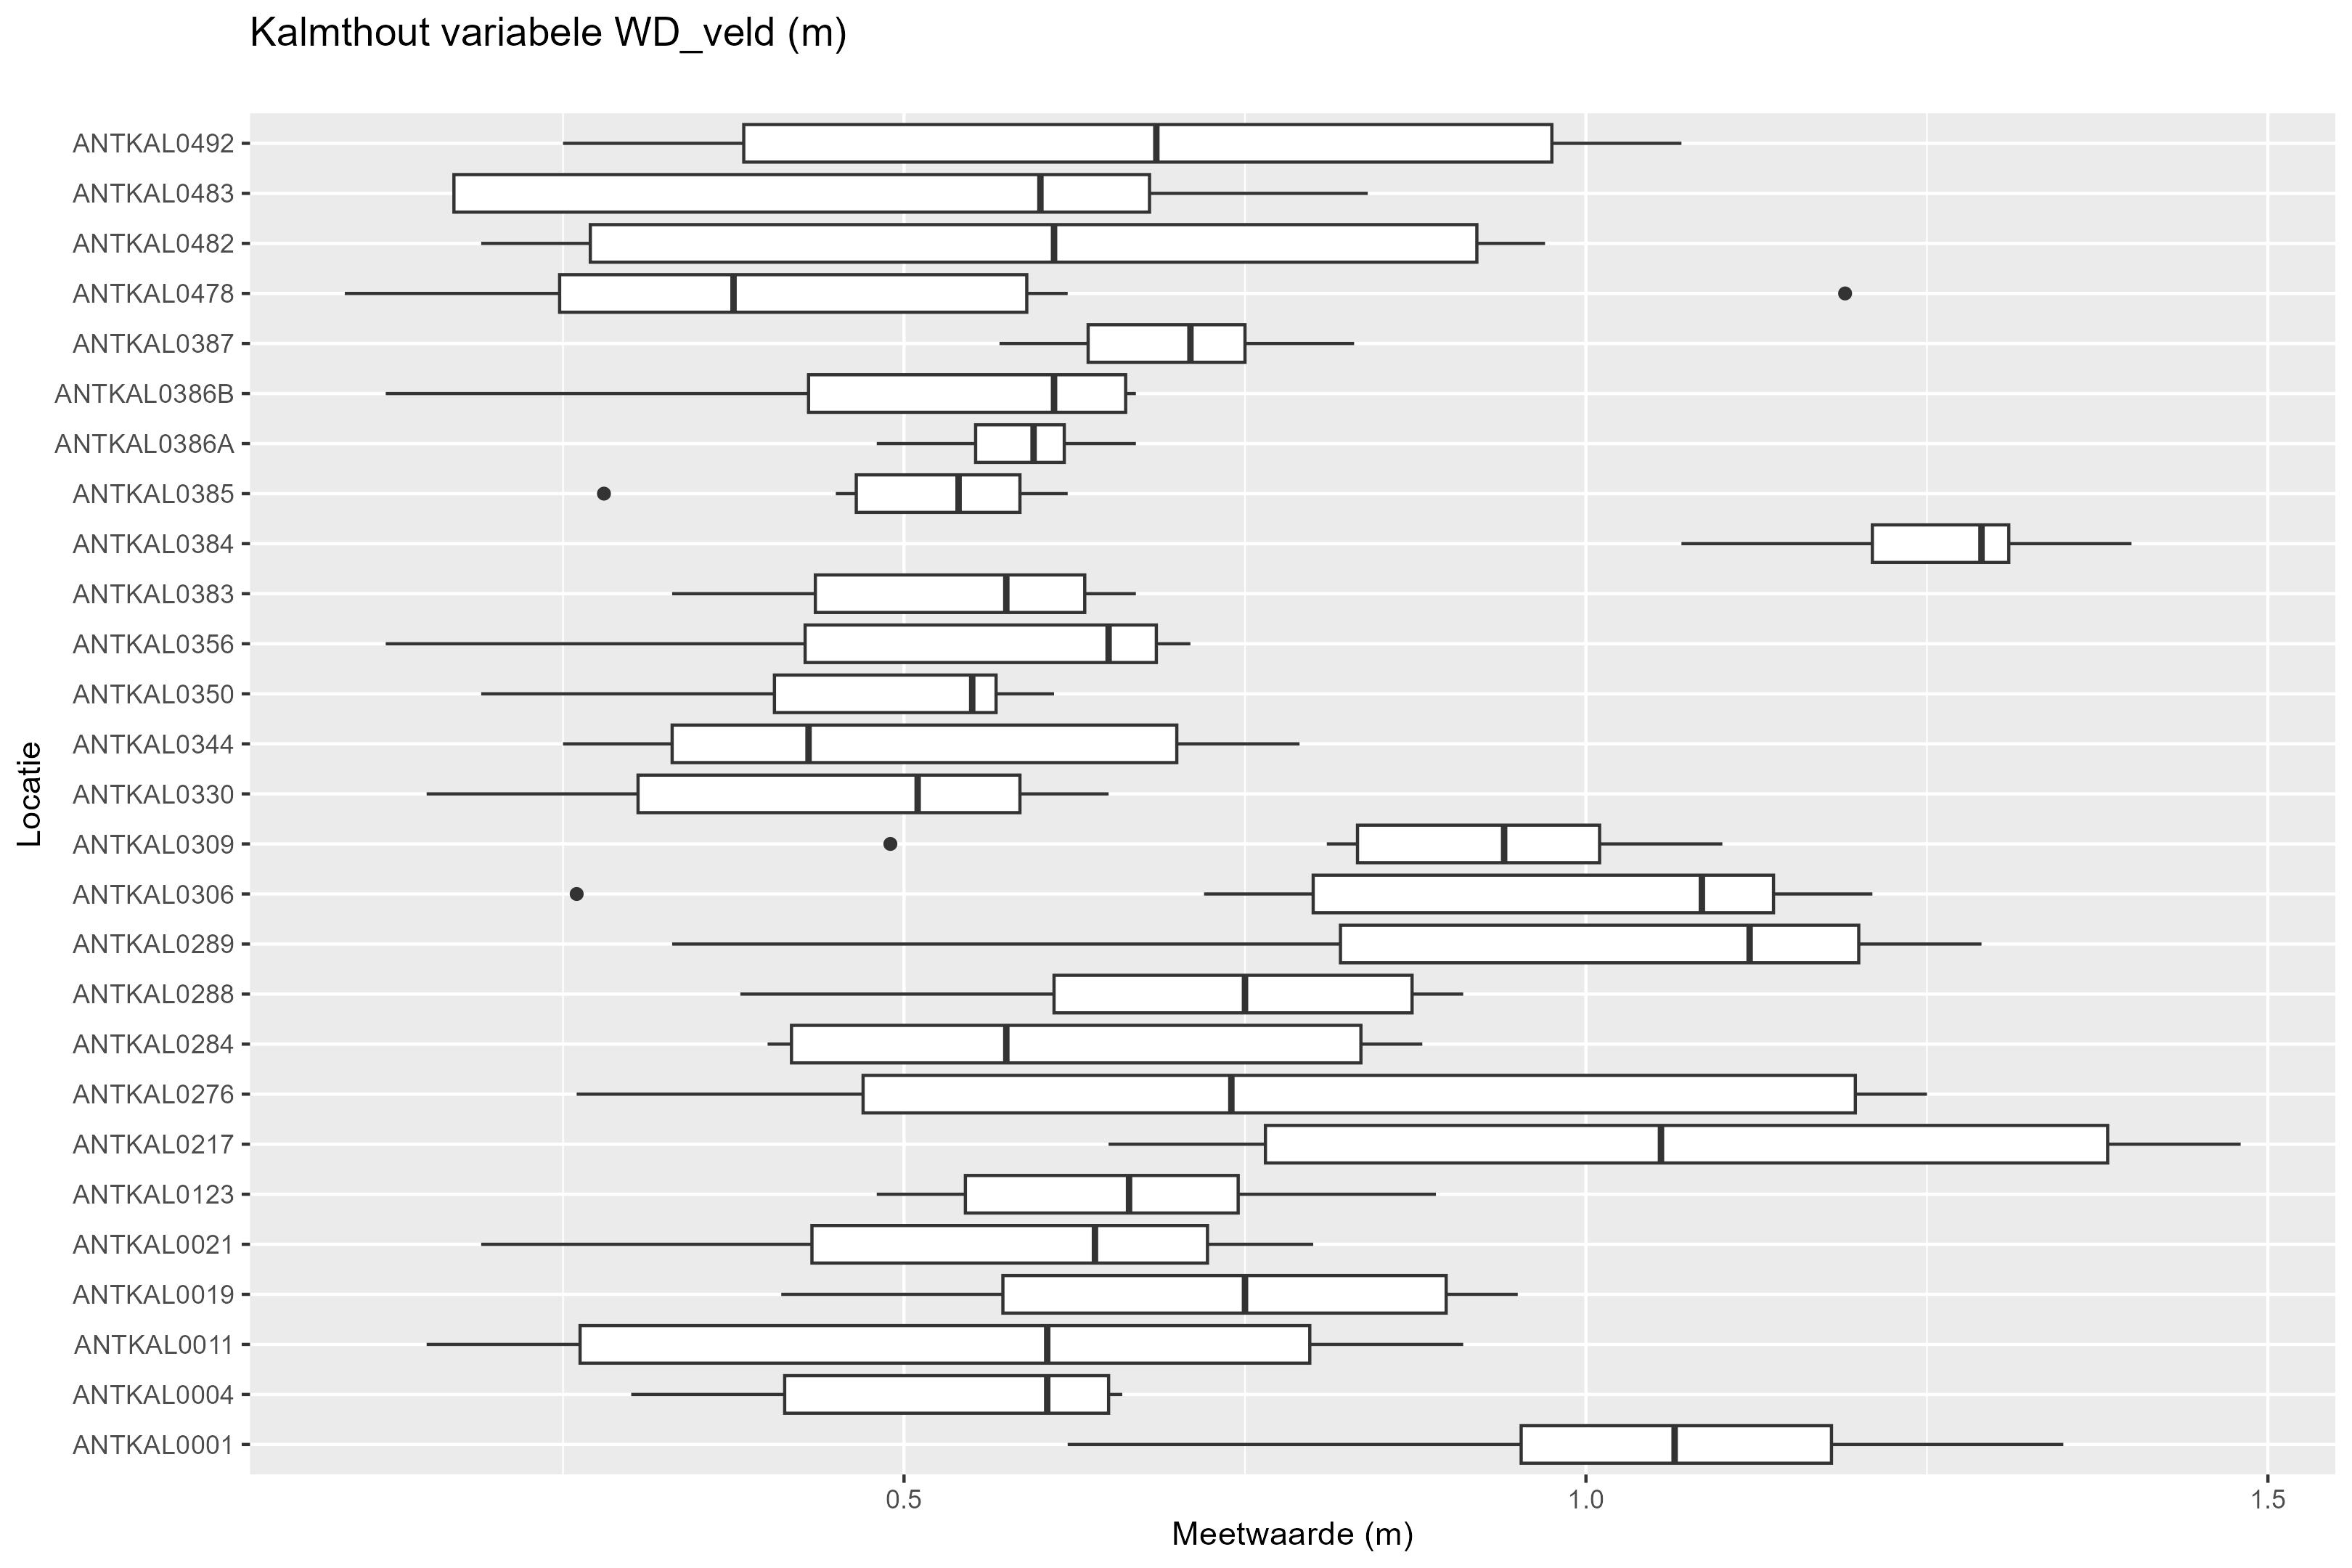 Kalmthout variabele WD_veld (m)
ANTKAL0492
ANTKAL0483
ANTKAL0482
ANTKAL0478
ANTKAL0387
ANTKAL0386B
ANTKAL0386A
ANTKAL0385
ANTKAL0384
ANTKAL0383
ANTKAL0356
ANTKAL0350
ANTKAL0344
ANTKAL0330
ANTKAL0309
ANTKAL0306
ANTKAL0289
ANTKAL0288
ANTKAL0284
ANTKAL0276
ANTKAL0217
ANTKAL0123
ANTKAL0021
ANTKAL0019
ANTKAL0011
ANTKAL0004
ANTKAL0001
Locatie
0.5 1.0 1.5
Meetwaarde (m)